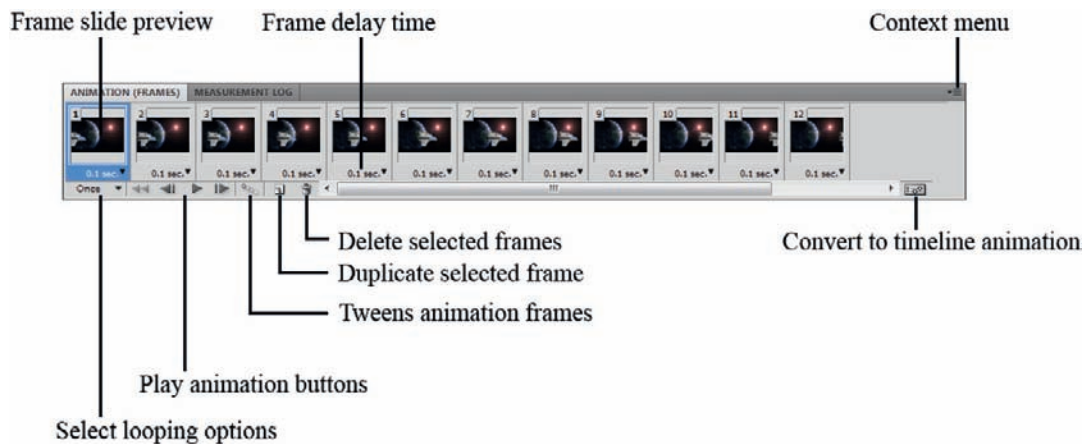 Frame slide preview
Frame delay time
Context menu
ANIMATION (FRAMES)
MEASUREMENT LOG
1 2 3 4 5 6 7 8 9 10 11 12
0.1 sec. 0.1 sec. 0.1 sec. 0.1 sec. 0.1 sec. 0.1 sec. 0.1 sec. 0.1 sec. 0.1 sec. 0.1 sec. 0.1 sec. 0.1 sec.
Once
Delete selected frames
Convert to timeline animation
Duplicate selected frame
Tweens animation frames
Play animation buttons
Select looping options